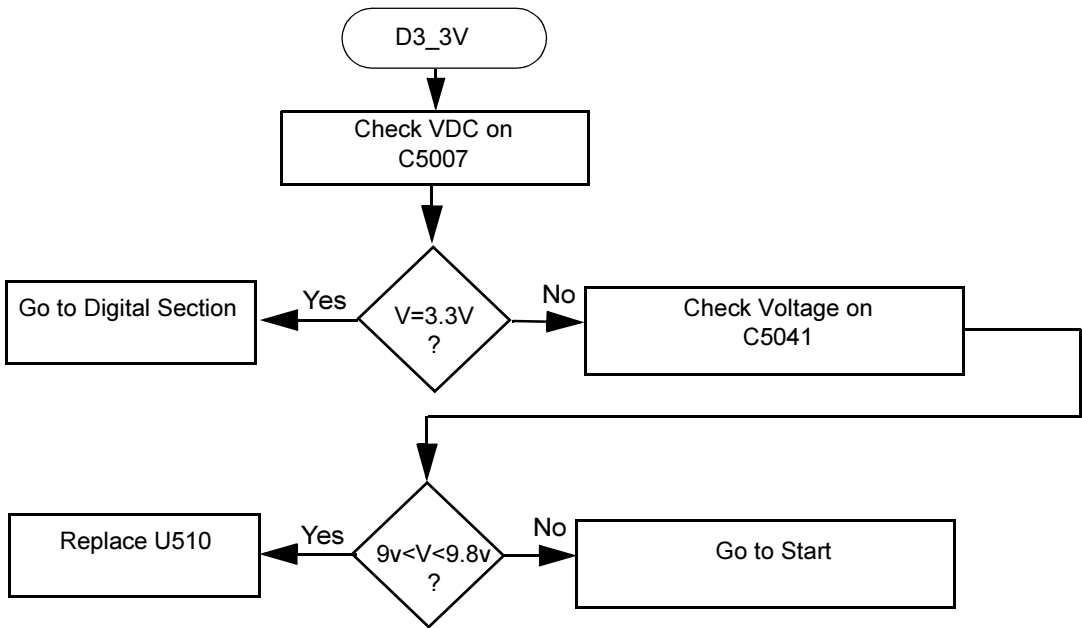 D3_3V
Check VDC on
C5007
Go to Digital Section
Yes
V=3.3V
?
No
Check Voltage on
C5041
Replace U510
Yes
9v<V<9.8v
?
No
Go to Start